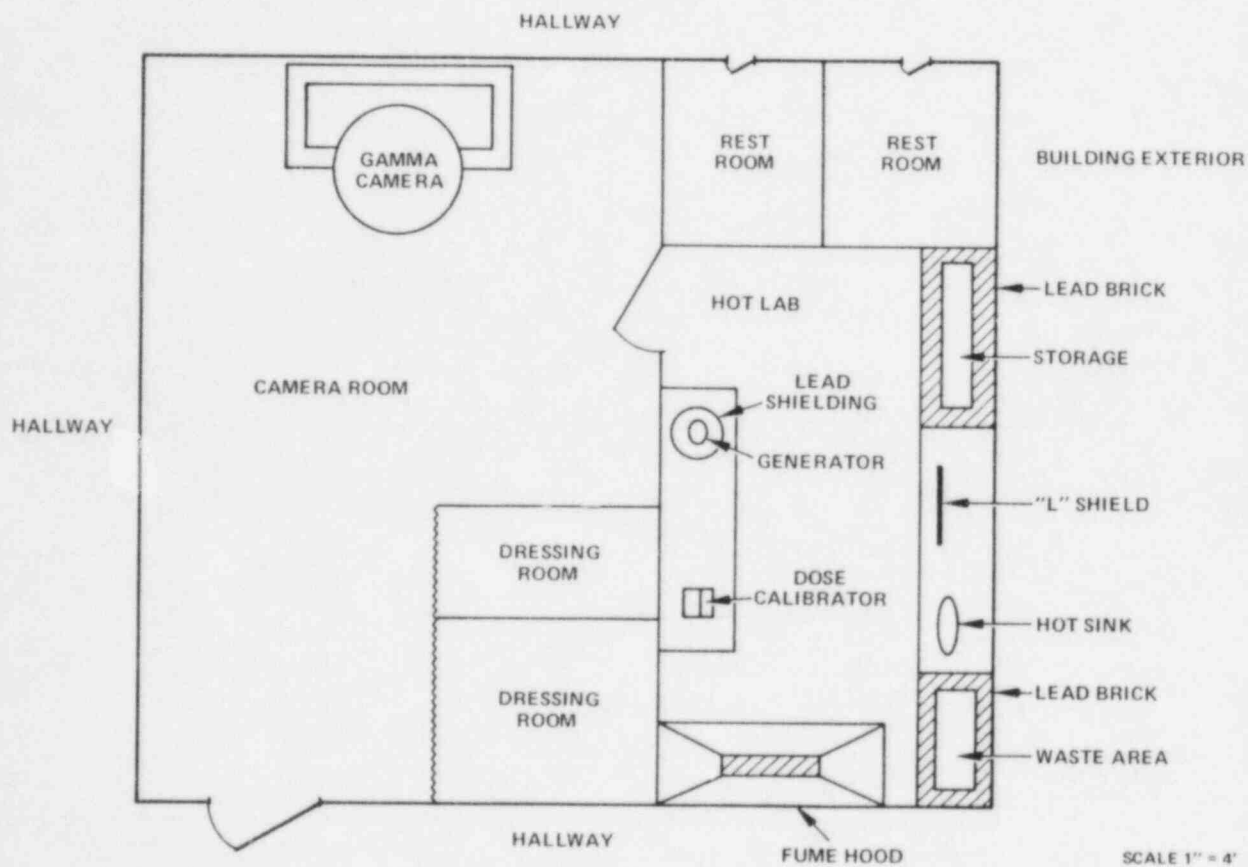 HALLWAY
GAMMA
CAMERA
REST
ROOM
REST
ROOM
BUILDING EXTERIOR
HOT LAB
LEAD BRICK
STORAGE
CAMERA ROOM
LEAD
SHIELDING
HALLWAY
GENERATOR
"L" SHIELD
DRESSING
ROOM
DOSE
CALIBRATOR
HOT SINK
LEAD BRICK
DRESSING
ROOM
WASTE AREA
HALLWAY
FUME HOOD
SCALE 1" = 4'